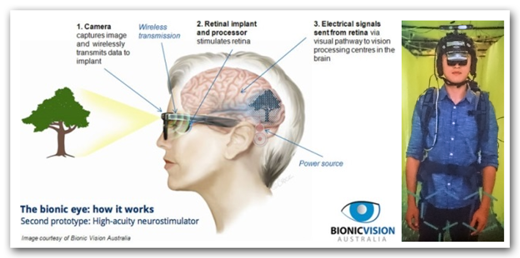 1. Camera
captures image
and wirelessly
transmits data to
implant
Wireless
transmission
2. Retinal implant
and processor
stimulates retina
3. Electrical signals
sent from retina via
visual pathway to vision
processing centres in the
brain
Power source
The bionic eye: how it works
Second prototype: High-acuity neurostimulator
Image courtesy of Bionic Vision Australia
BIONICVISION
AUSTRALIA